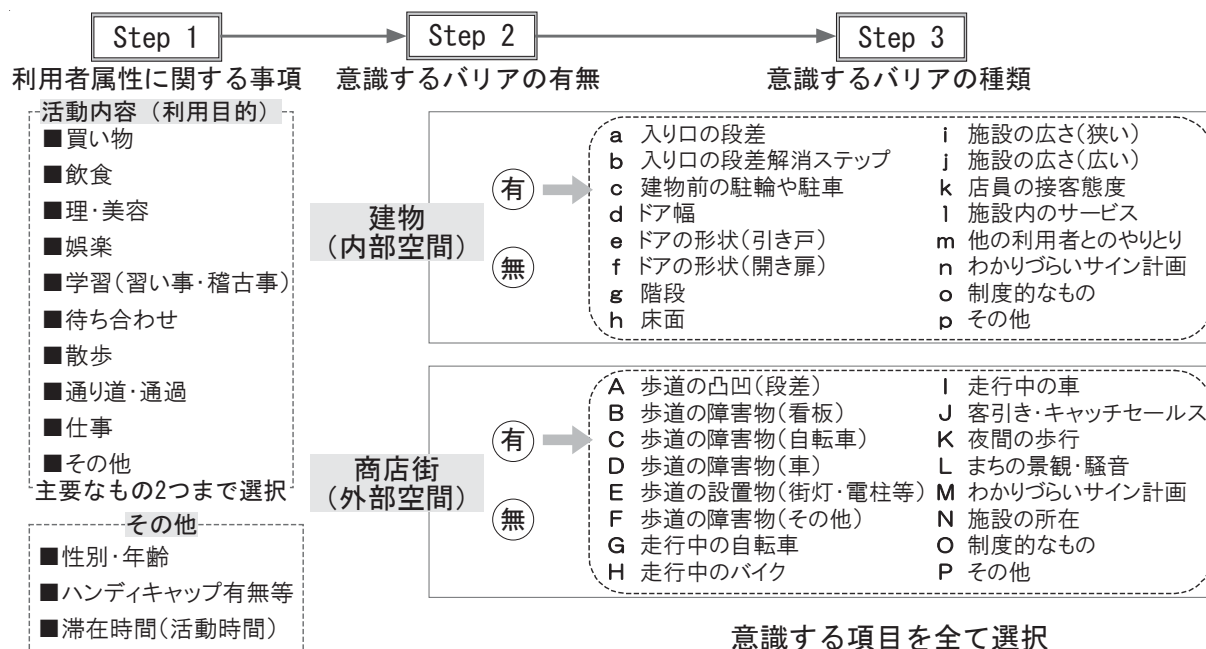 Step 1
Step 2
Step 3
利用者属性に関する事項
意識するバリアの有無
意識するバリアの種類
活動内容（利用目的）
■買い物
■飲食
■理・美容
■娯楽
■学習（習い事・稽古事）
■待ち合わせ
■散歩
■通り道・通過
■仕事
■その他
主要なもの2つまで選択
その他
■性別・年齢
■ハンディキャップ有無等
■滞在時間（活動時間）
建物
（内部空間）
有
無
a 入り口の段差
b 入り口の段差解消ステップ
c 建物前の駐輪や駐車
d ドア幅
e ドアの形状（引き戸）
f ドアの形状（開き扉）
g 階段
h 床面
i 施設の広さ（狭い）
j 施設の広さ（広い）
k 店員の接客態度
l 施設内のサービス
m 他の利用者とのやりとり
n わかりづらいサイン計画
o 制度的なもの
p その他
商店街
（外部空間）
有
無
A 歩道の凸凹（段差）
B 歩道の障害物（看板）
C 歩道の障害物（自転車）
D 歩道の障害物（車）
E 歩道の設置物（街灯・電柱等）
F 歩道の障害物（その他）
G 走行中の自転車
H 走行中のバイク
I 走行中の車
J 客引き・キャッチセールス
K 夜間の歩行
L まちの景観・騒音
M わかりづらいサイン計画
N 施設の所在
O 制度的なもの
P その他
意識する項目を全て選択